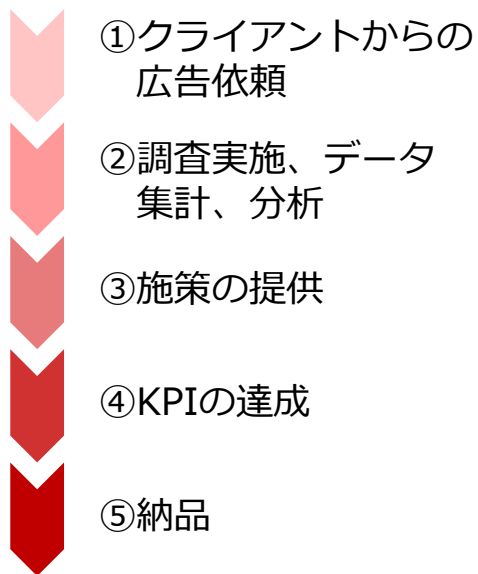 ①クライアントからの
広告依頼
②調査実施、データ
集計、分析
③施策の提供
④KPIの達成
⑤納品